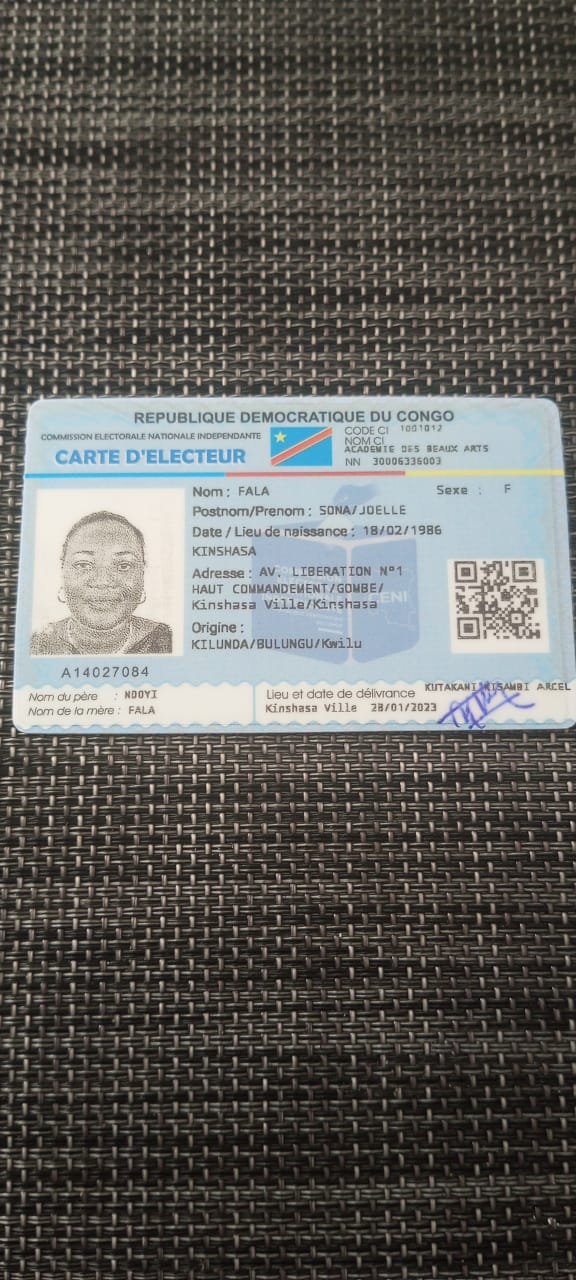 REPUBLIQUE DEMOCRATIQUE DU CONGO
COMMISSION ELECTORALE NATIONALE INDEPENDANTE
CARTE D'ELECTEUR
CODE CI 1001012
NOM CI
ACADEMIE DES BEAUX ARTS
NN 30006336003
Nom : FALA Sexe : F
Postnom/Prenom : SONA/JOELLE
Date / Lieu de naissance : 18/02/1986
KINSHASA
Adresse : AV. LIBERATION N°1
HAUT COMMANDEMENT/GOMBE/
Kinshasa Ville/Kinshasa
CENI
Origine :
KILUNDA/BULUNGU/Kwilu
A14027084
Nom du père : NDOYI
Nom de la mère : FALA
Lieu et date de délivrance
Kinshasa Ville 28/01/2023
KUTAKANI KISAMBI ARCEL